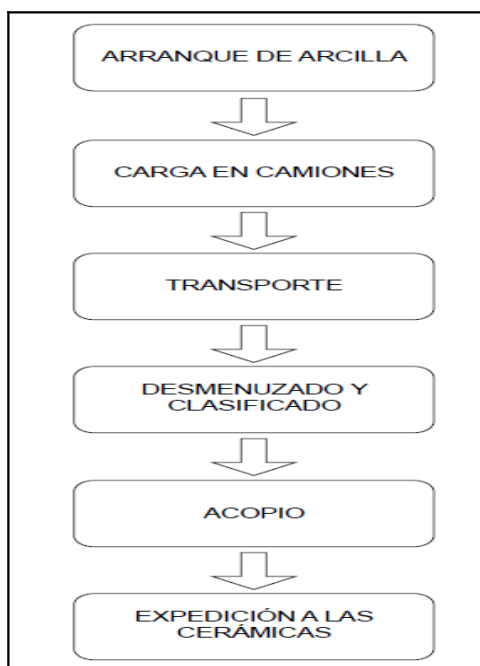 ARRANQUE DE ARCILLA
CARGA EN CAMIONES
TRANSPORTE
DESMENUZADO Y
CLASIFICADO
ACOPIO
EXPEDICIÓN A LAS
CERÁMICAS